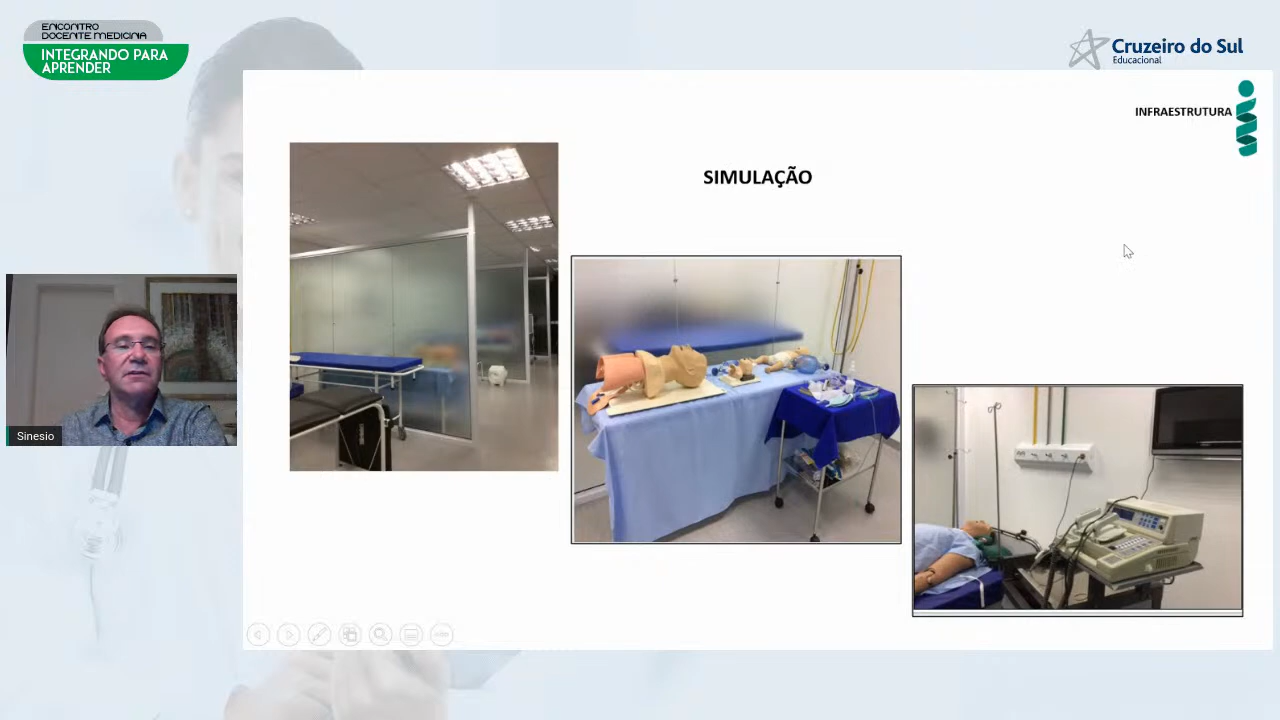 ENCONTRO
DOCENTE MEDICINA
INTEGRANDO PARA
APRENDER
Cruzeiro do Sul
Educacional
INFRAESTRUTURA
SIMULAÇÃO
Sinesio